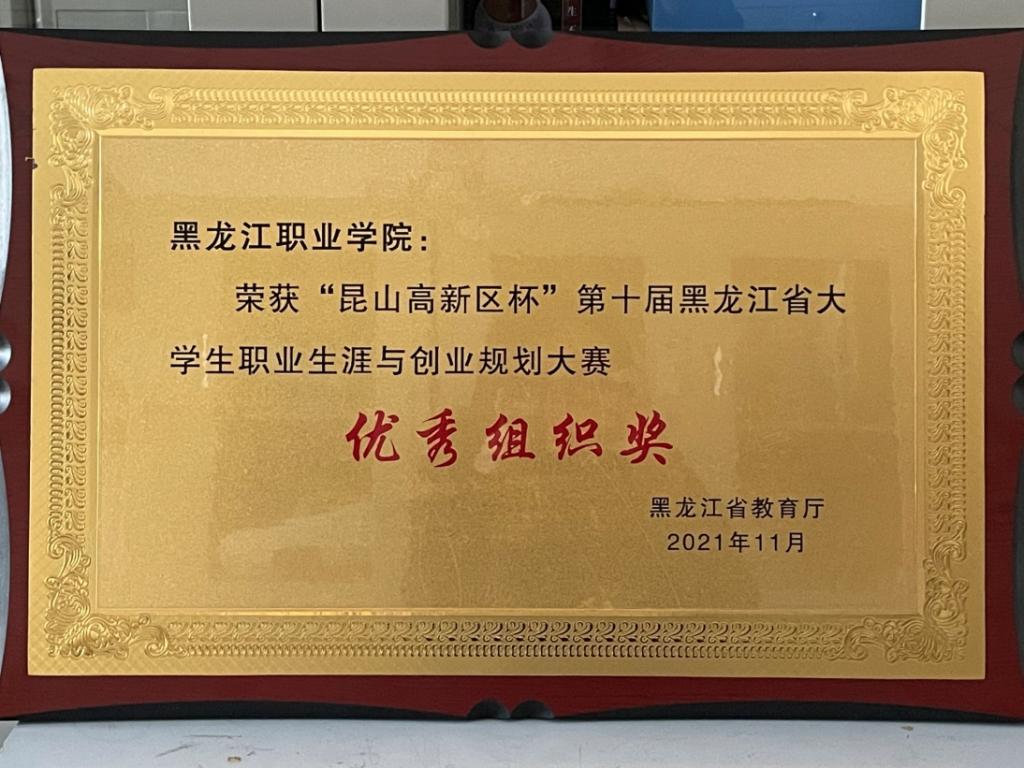 黑龙江职业学院：
荣获“昆山高新区杯”第十届黑龙江省大
学生职业生涯与创业规划大赛
优秀组织奖
黑龙江省教育厅
2021年11月